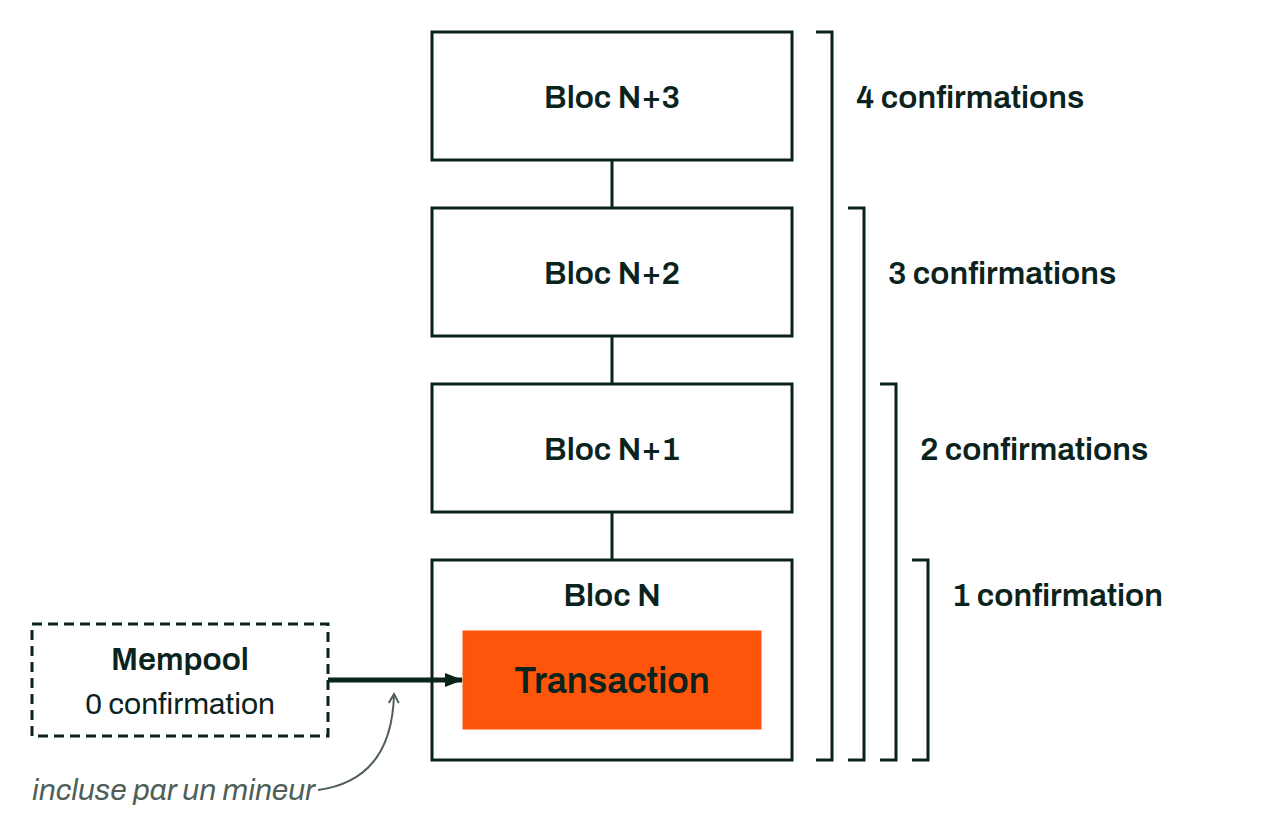 Bloc N+3
4 confirmations
Bloc N+2
3 confirmations
Bloc N+1
2 confirmations
Bloc N
1 confirmation
Mempool
0 confirmation
Transaction
incluse par un mineur